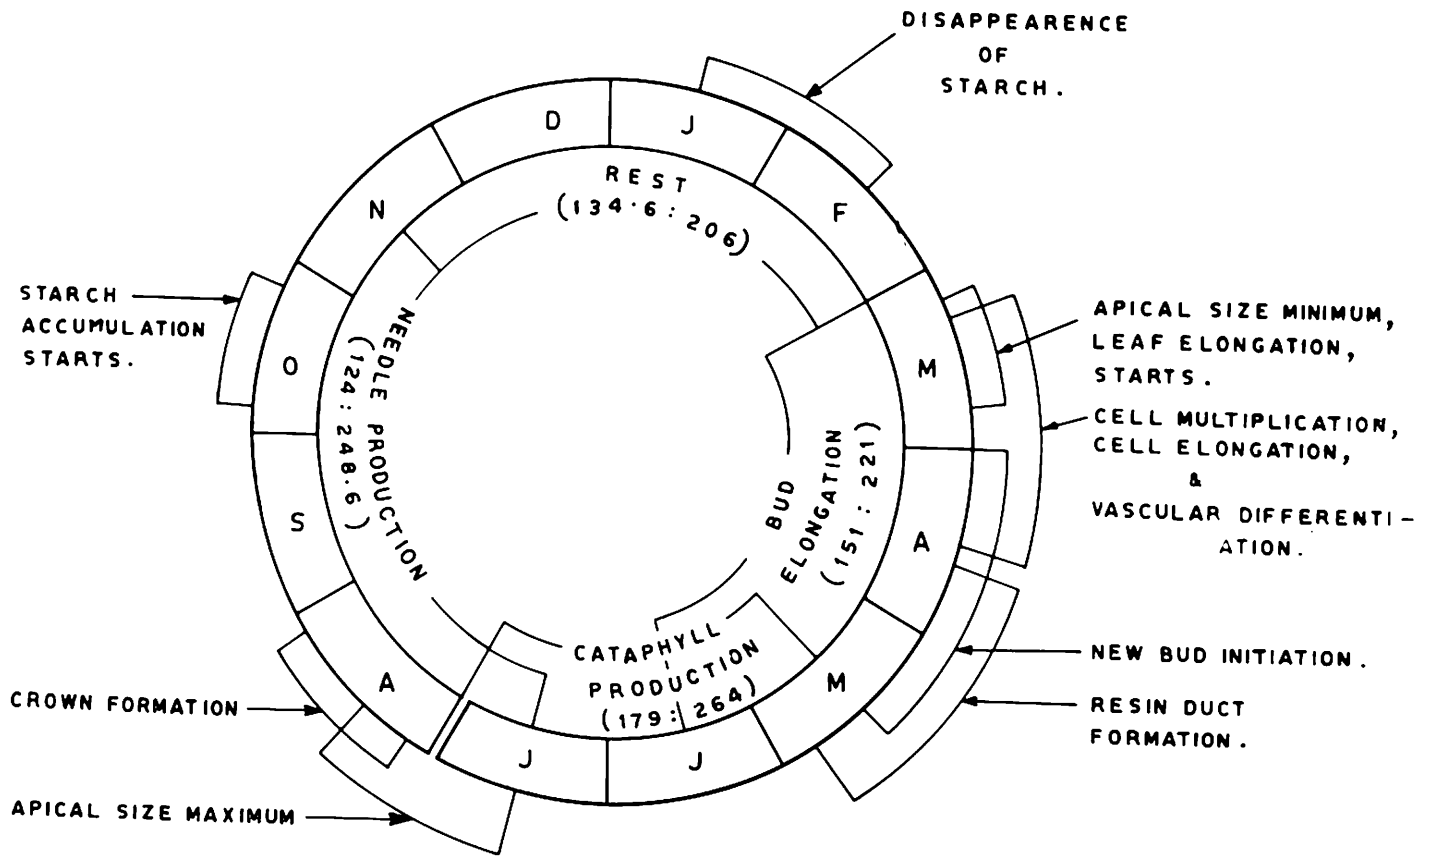 DISAPPEARENCE
OF
STARCH.
D
J
N
F
REST
(134·6:206)
STARCH
ACCUMULATION
STARTS.
O
NEEDLE PRODUCTION
(124:248.6)
M
APICAL SIZE MINIMUM,
LEAF ELONGATION,
STARTS.
CELL MULTIPLICATION,
CELL ELONGATION,
&
VASCULAR DIFFERENTI-
ATION.
S
BUD
ELONGATION
(151:221)
A
CATAPHYLL
PRODUCTION
(179:264)
NEW BUD INITIATION.
A
M
RESIN DUCT
FORMATION.
CROWN FORMATION
J
J
APICAL SIZE MAXIMUM